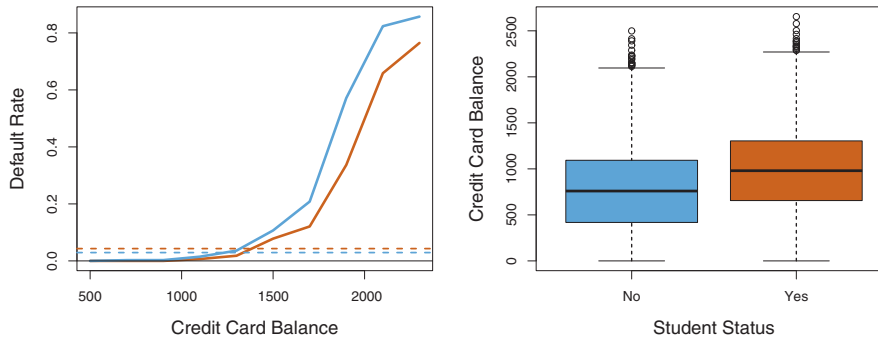 Default Rate
0.0
0.2
0.4
0.6
0.8
500
1000
1500
2000
Credit Card Balance
Credit Card Balance
0
500
1000
1500
2000
2500
No
Yes
Student Status